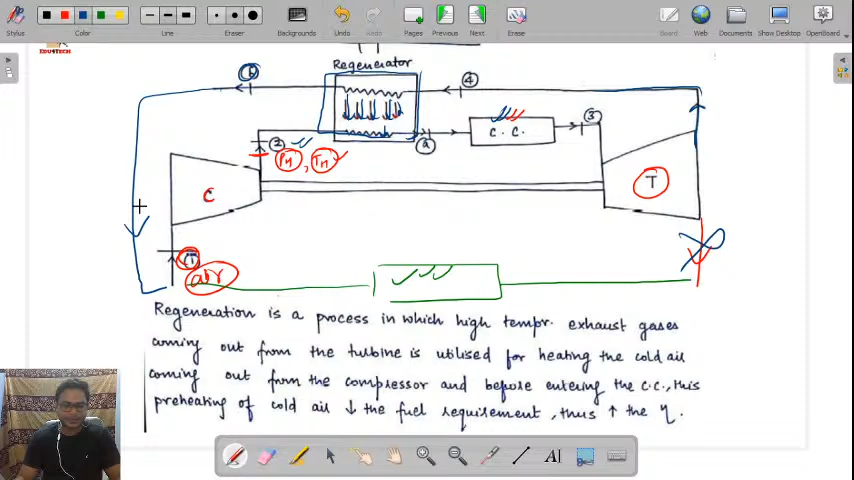 Stylus
Color
Line
Eraser
Backgrounds
Undo
Redo
Pages
Previous
Next
Erase
Board
Web
Documents
Show Desktop
OpenBoard
EDU4TECH
Regenerator
4
2
PH, TH
a
C.C.
3
C
T
1
air
Regeneration is a process in which high tempr. exhaust gases
coming out from the turbine is utilised for heating the cold air
coming out from the compressor and before entering the c.c., this
preheating of cold air ↓ the fuel requirement, thus ↑ the η.